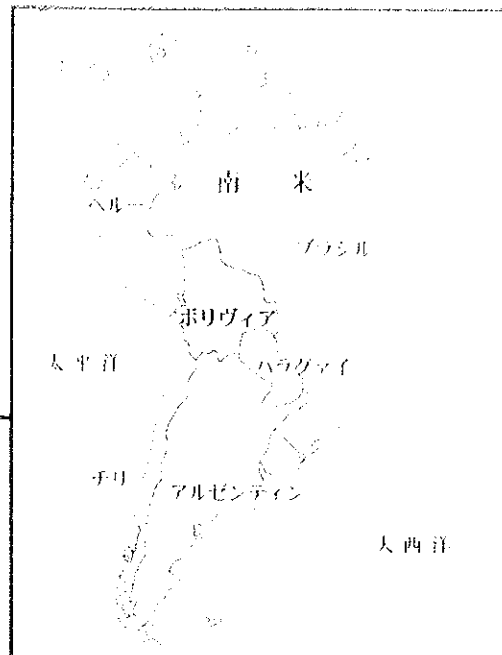 南米
ペルー
ブラジル
ボリヴィア
太平洋
パラグァイ
チリ
アルゼンティン
大西洋